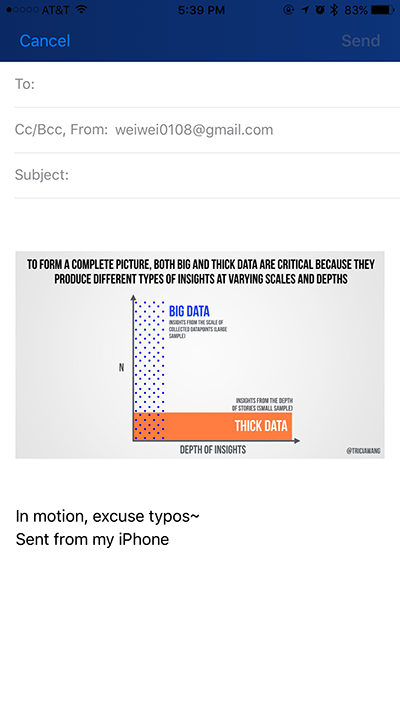 AT&T 5:39 PM 83%
Cancel Send
To:
Cc/Bcc, From: weiwei0108@gmail.com
Subject:
TO FORM A COMPLETE PICTURE, BOTH BIG AND THICK DATA ARE CRITICAL BECAUSE THEY
PRODUCE DIFFERENT TYPES OF INSIGHTS AT VARYING SCALES AND DEPTHS
BIG DATA
INSIGHTS FROM THE SCALE OF
COLLECTED DATAPOINTS (LARGE
SAMPLE)
N
INSIGHTS FROM THE DEPTH
OF STORIES (SMALL SAMPLE)
THICK DATA
DEPTH OF INSIGHTS
@TRICIAWANG
In motion, excuse typos~
Sent from my iPhone